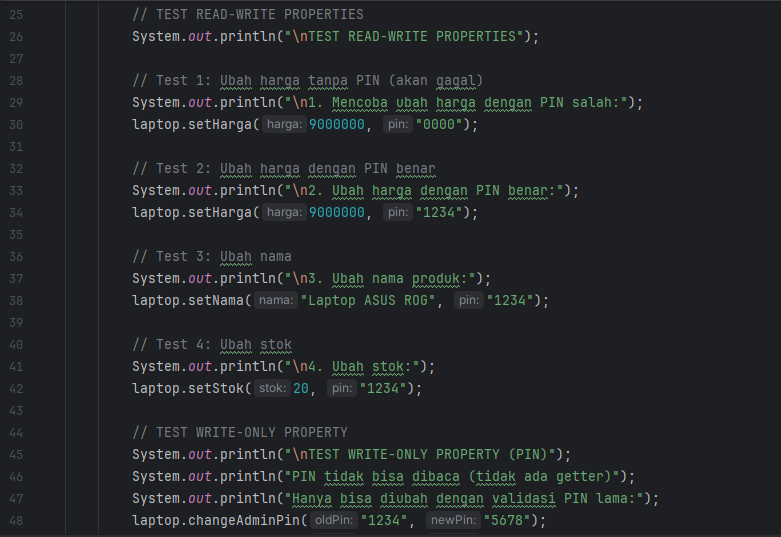 25 // TEST READ-WRITE PROPERTIES
26 System.out.println("\nTEST READ-WRITE PROPERTIES");
27
28 // Test 1: Ubah harga tanpa PIN (akan gagal)
29 System.out.println("\n1. Mencoba ubah harga dengan PIN salah:");
30 laptop.setHarga( harga: 9000000, pin: "0000");
31
32 // Test 2: Ubah harga dengan PIN benar
33 System.out.println("\n2. Ubah harga dengan PIN benar:");
34 laptop.setHarga( harga: 9000000, pin: "1234");
35
36 // Test 3: Ubah nama
37 System.out.println("\n3. Ubah nama produk:");
38 laptop.setNama( nama: "Laptop ASUS ROG", pin: "1234");
39
40 // Test 4: Ubah stok
41 System.out.println("\n4. Ubah stok:");
42 laptop.setStok( stok: 20, pin: "1234");
43
44 // TEST WRITE-ONLY PROPERTY
45 System.out.println("\nTEST WRITE-ONLY PROPERTY (PIN)");
46 System.out.println("PIN tidak bisa dibaca (tidak ada getter)");
47 System.out.println("Hanya bisa diubah dengan validasi PIN lama:");
48 laptop.changeAdminPin( oldPin: "1234", newPin: "5678");